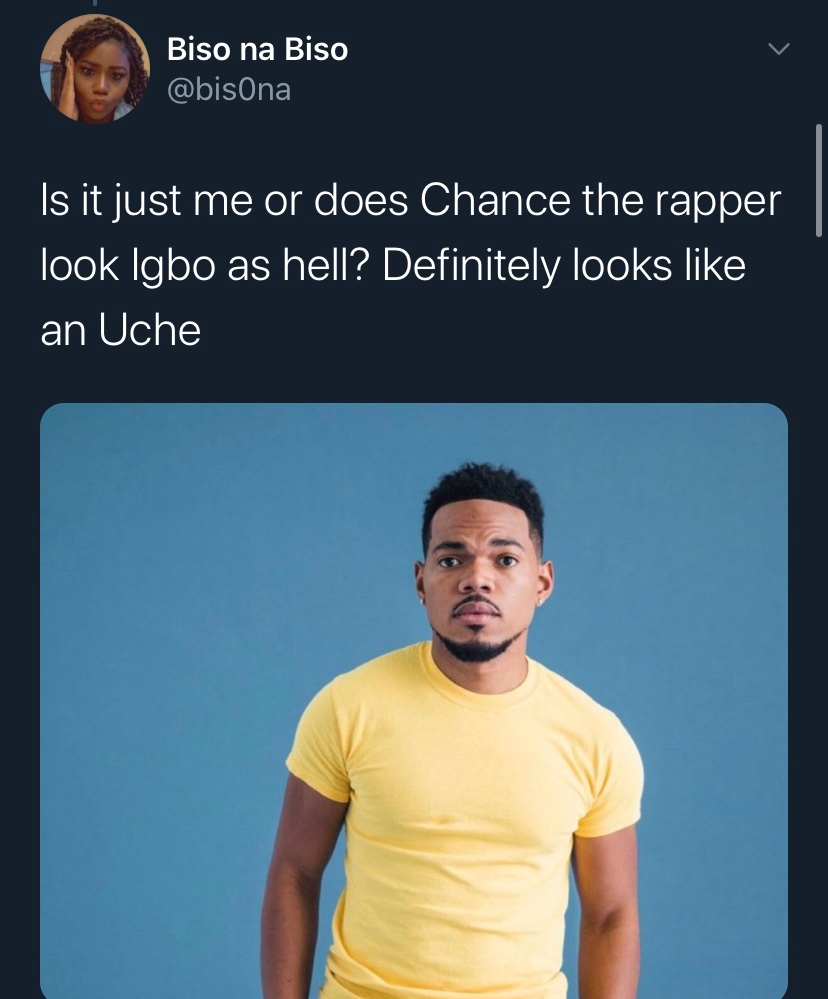 Biso na Biso
@bis0na
Is it just me or does Chance the rapper
look Igbo as hell? Definitely looks like
an Uche